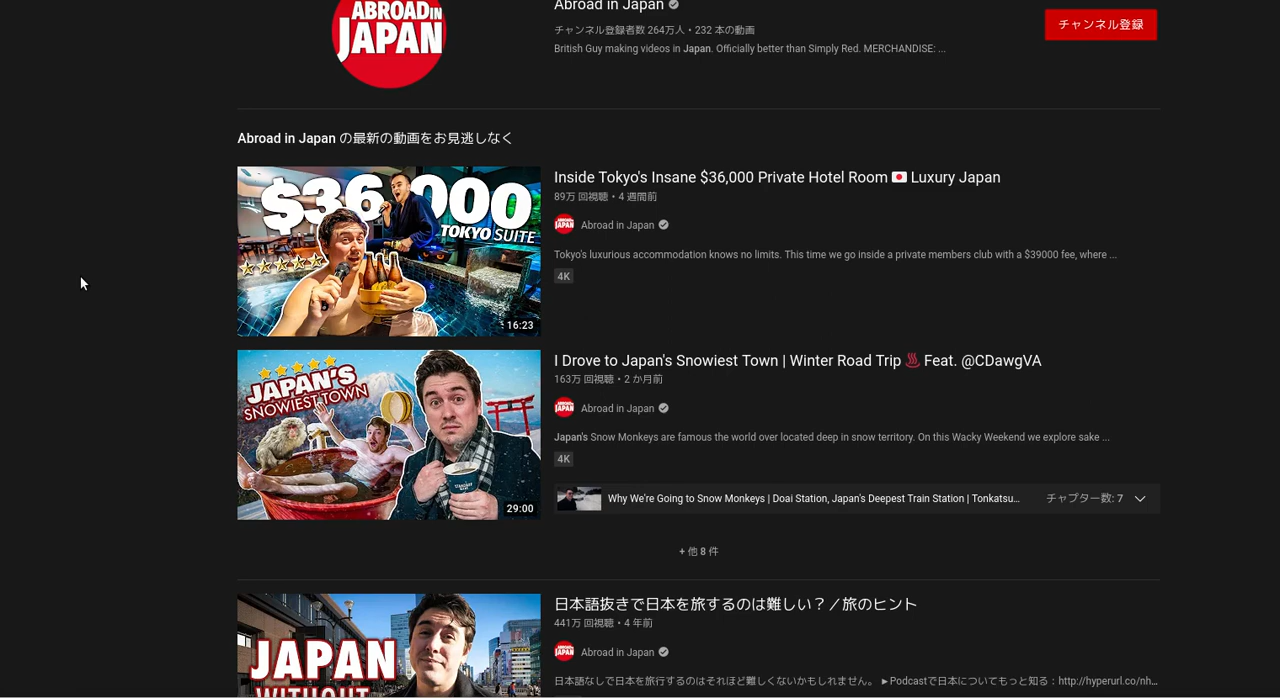 ABROAD IN
JAPAN
Abroad in Japan
チャンネル登録者数 264万人・232 本の動画
British Guy making videos in Japan. Officially better than Simply Red. MERCHANDISE: ...
チャンネル登録
Abroad in Japan の最新の動画をお見逃しなく
$36,000
TOKYO SUITE
16:23
Inside Tokyo's Insane $36,000 Private Hotel Room 🇯🇵 Luxury Japan
89万 回視聴・4 週間前
Abroad in Japan
Tokyo's luxurious accommodation knows no limits. This time we go inside a private members club with a $39000 fee, where ...
4K
JAPAN'S
SNOWIEST TOWN
29:00
I Drove to Japan's Snowiest Town | Winter Road Trip ♨ Feat. @CDawgVA
163万 回視聴・2 か月前
Abroad in Japan
Japan's Snow Monkeys are famous the world over located deep in snow territory. On this Wacky Weekend we explore sake ...
4K
Why We're Going to Snow Monkeys | Doai Station, Japan's Deepest Train Station | Tonkatsu...
チャプター数: 7
+ 他 8 件
JAPAN
WITHOUT
日本語抜きで日本を旅するのは難しい？／旅のヒント
441万 回視聴・4 年前
Abroad in Japan
日本語なしで日本を旅行するのはそれほど難しくないかもしれません。 ►Podcastで日本についてもっと知る：http://hyperurl.co/nh...